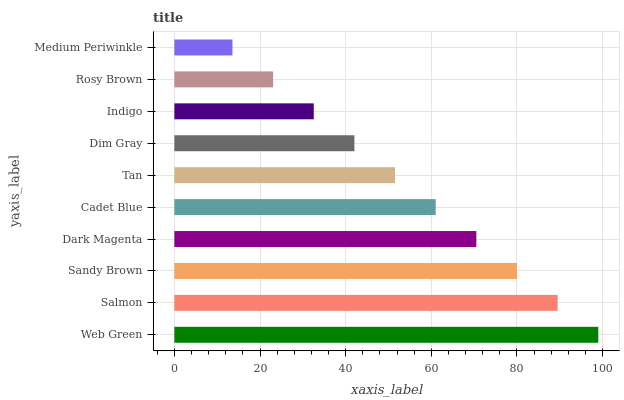 title
Medium Periwinkle
Rosy Brown
Indigo
Dim Gray
Tan
Cadet Blue
Dark Magenta
Sandy Brown
Salmon
Web Green
yaxis_label
0 20 40 60 80 100
xaxis_label